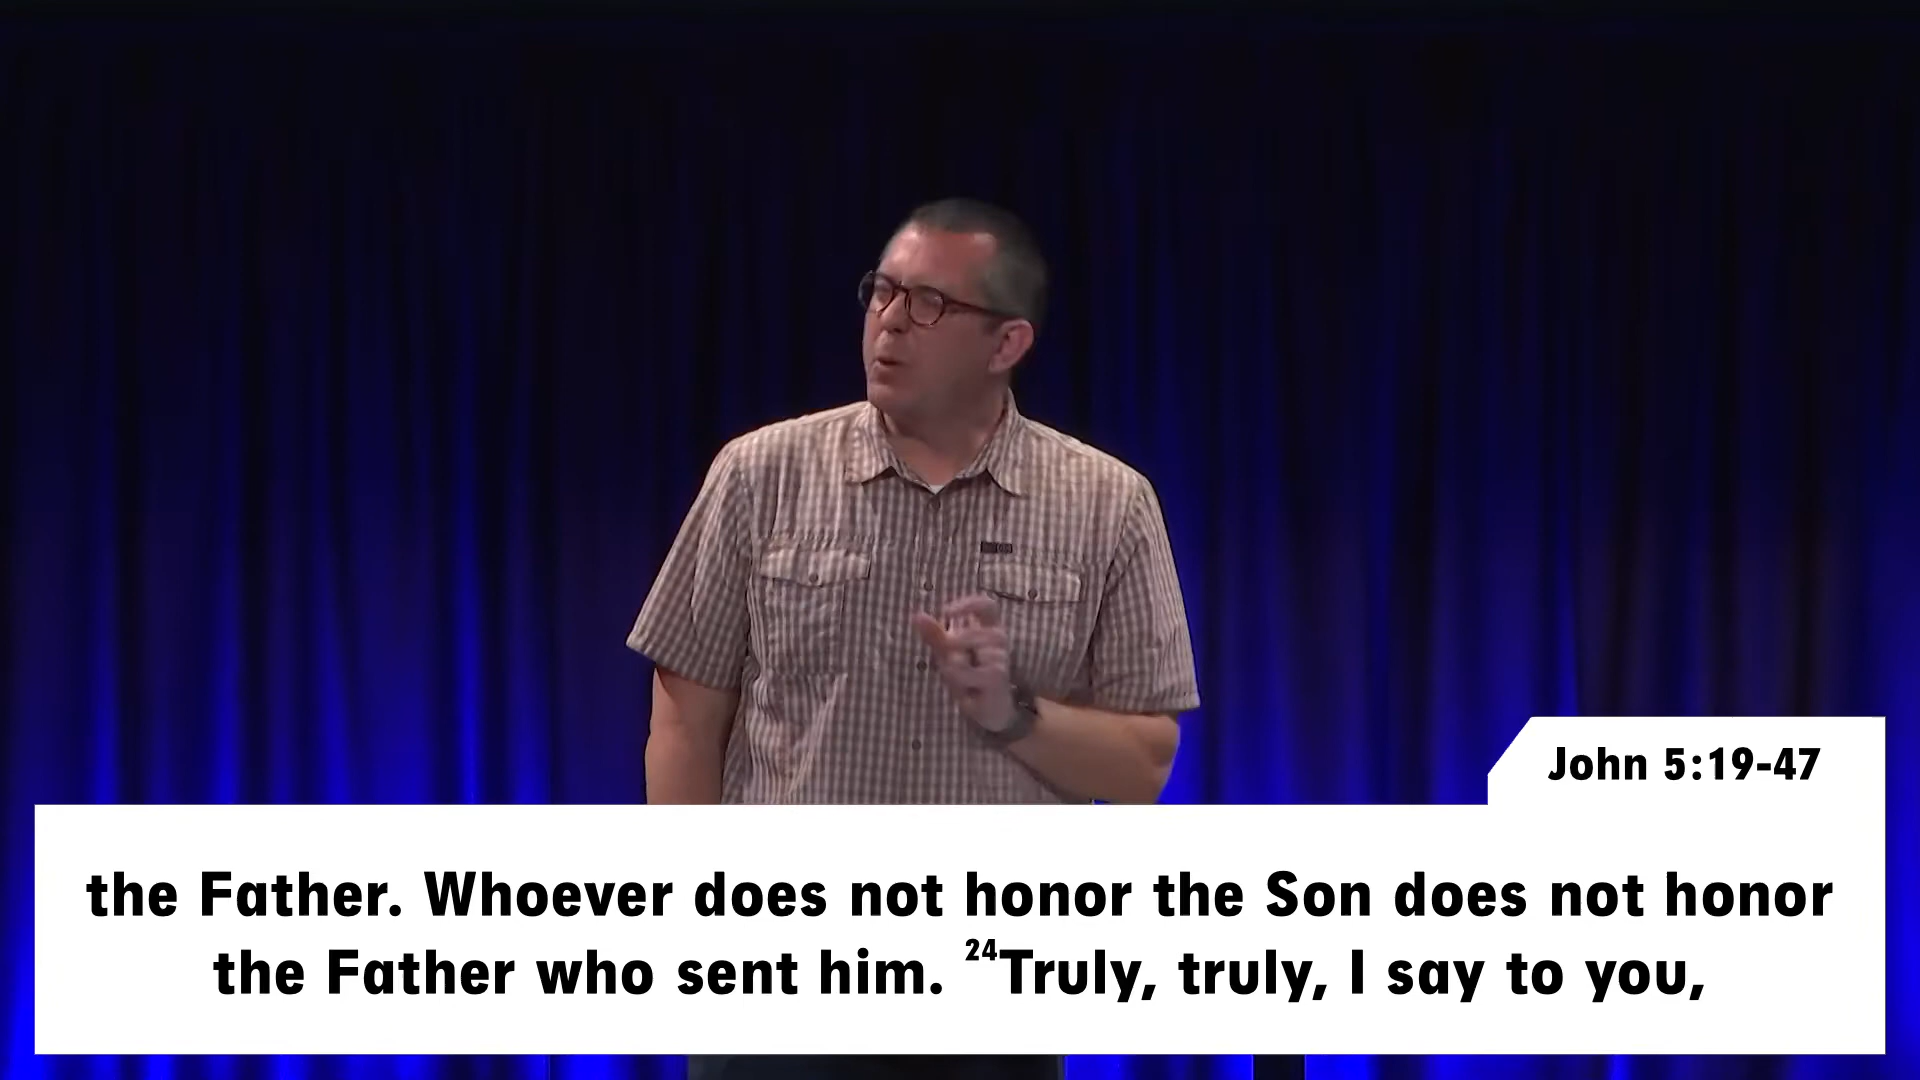 John 5:19-47
the Father. Whoever does not honor the Son does not honor
the Father who sent him. 24Truly, truly, I say to you,